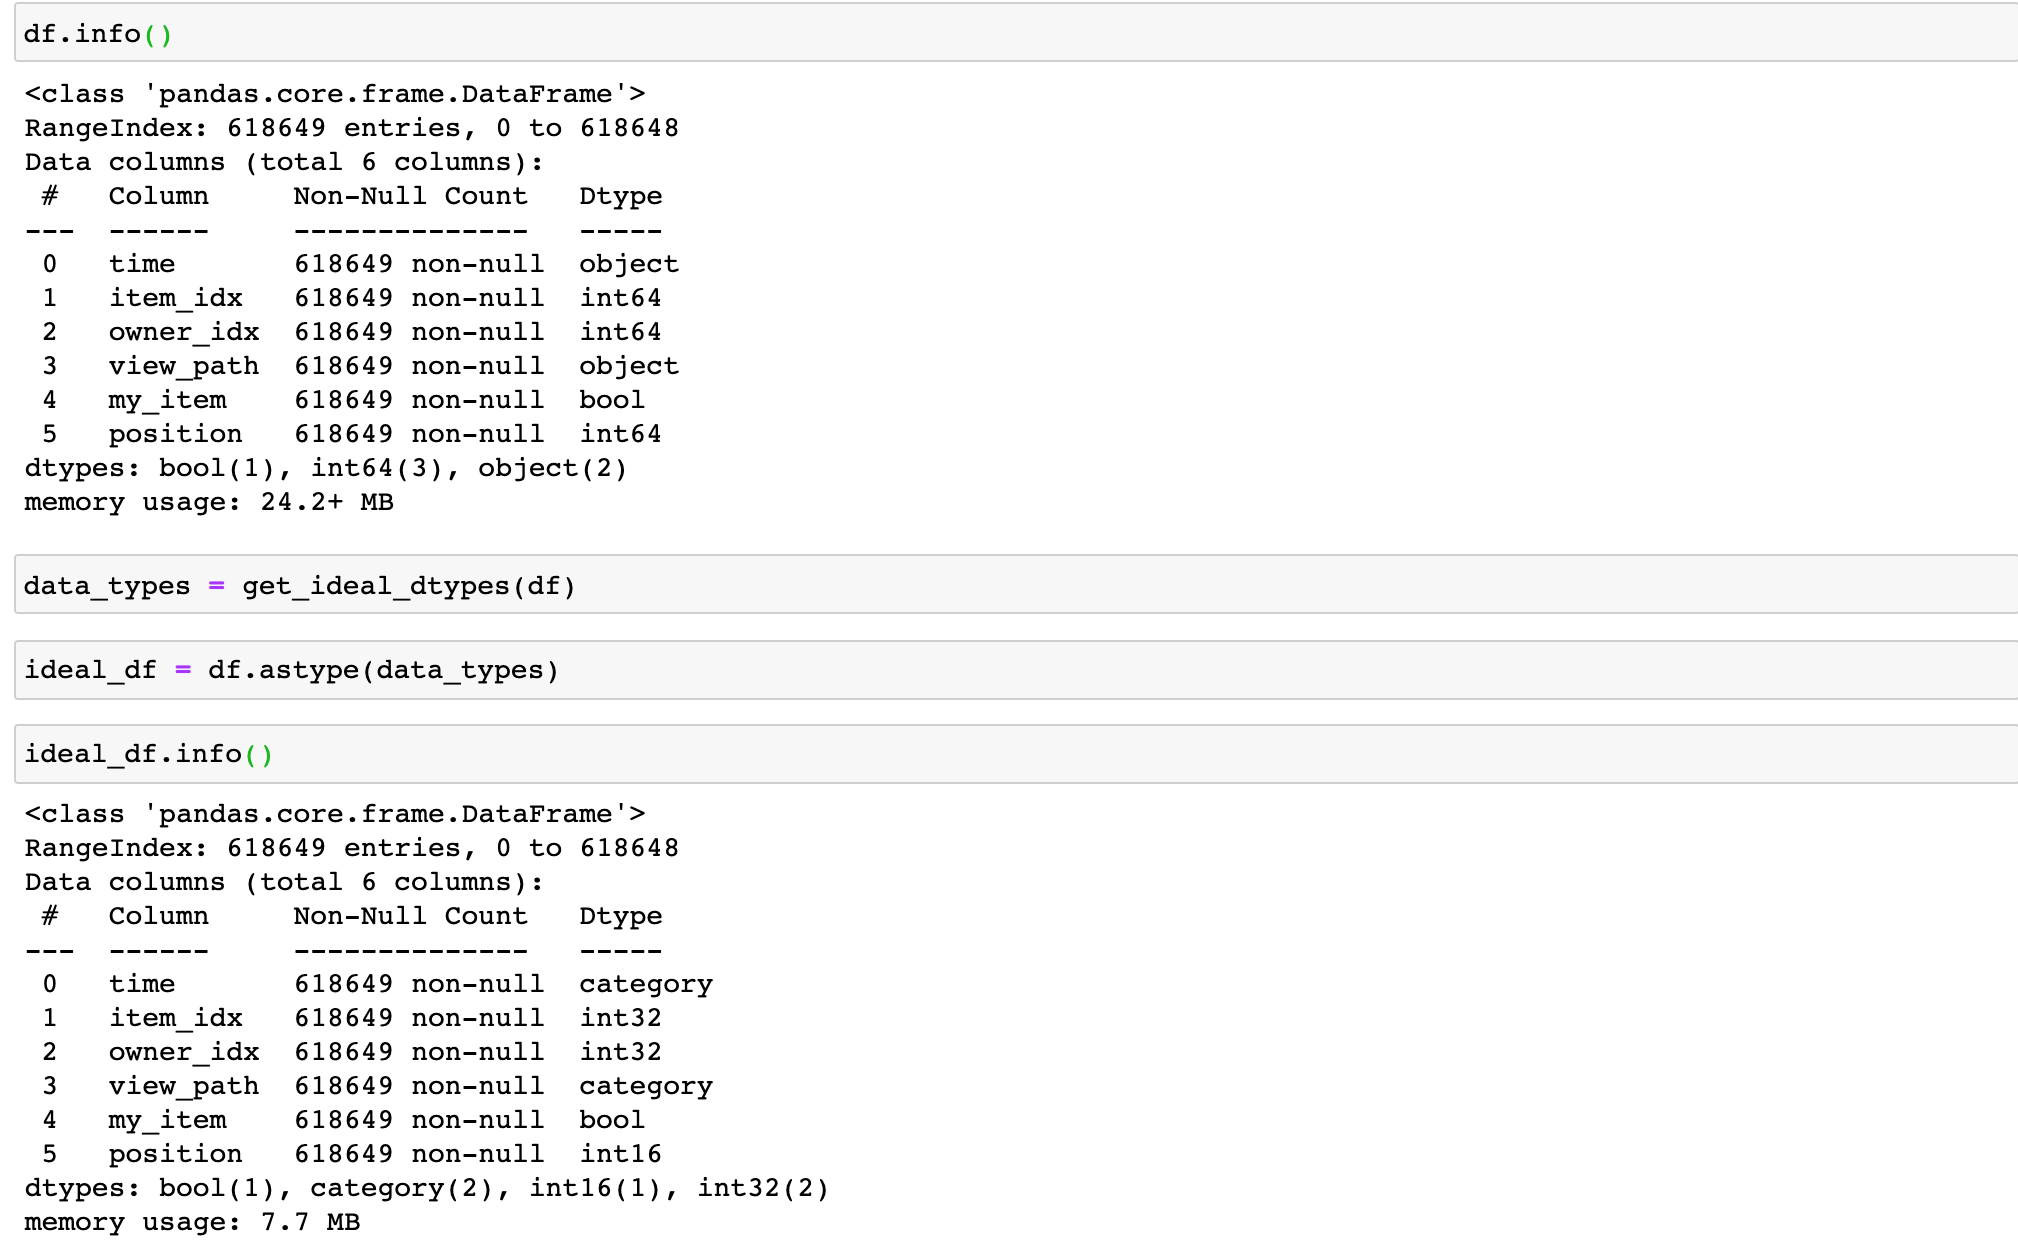 df.info()
<class 'pandas.core.frame.DataFrame'>
RangeIndex: 618649 entries, 0 to 618648
Data columns (total 6 columns):
 #   Column     Non-Null Count   Dtype
---  ------     --------------   -----
 0   time       618649 non-null  object
 1   item_idx   618649 non-null  int64
 2   owner_idx  618649 non-null  int64
 3   view_path  618649 non-null  object
 4   my_item    618649 non-null  bool
 5   position   618649 non-null  int64
dtypes: bool(1), int64(3), object(2)
memory usage: 24.2+ MB
data_types = get_ideal_dtypes(df)
ideal_df = df.astype(data_types)
ideal_df.info()
<class 'pandas.core.frame.DataFrame'>
RangeIndex: 618649 entries, 0 to 618648
Data columns (total 6 columns):
 #   Column     Non-Null Count   Dtype
---  ------     --------------   -----
 0   time       618649 non-null  category
 1   item_idx   618649 non-null  int32
 2   owner_idx  618649 non-null  int32
 3   view_path  618649 non-null  category
 4   my_item    618649 non-null  bool
 5   position   618649 non-null  int16
dtypes: bool(1), category(2), int16(1), int32(2)
memory usage: 7.7 MB